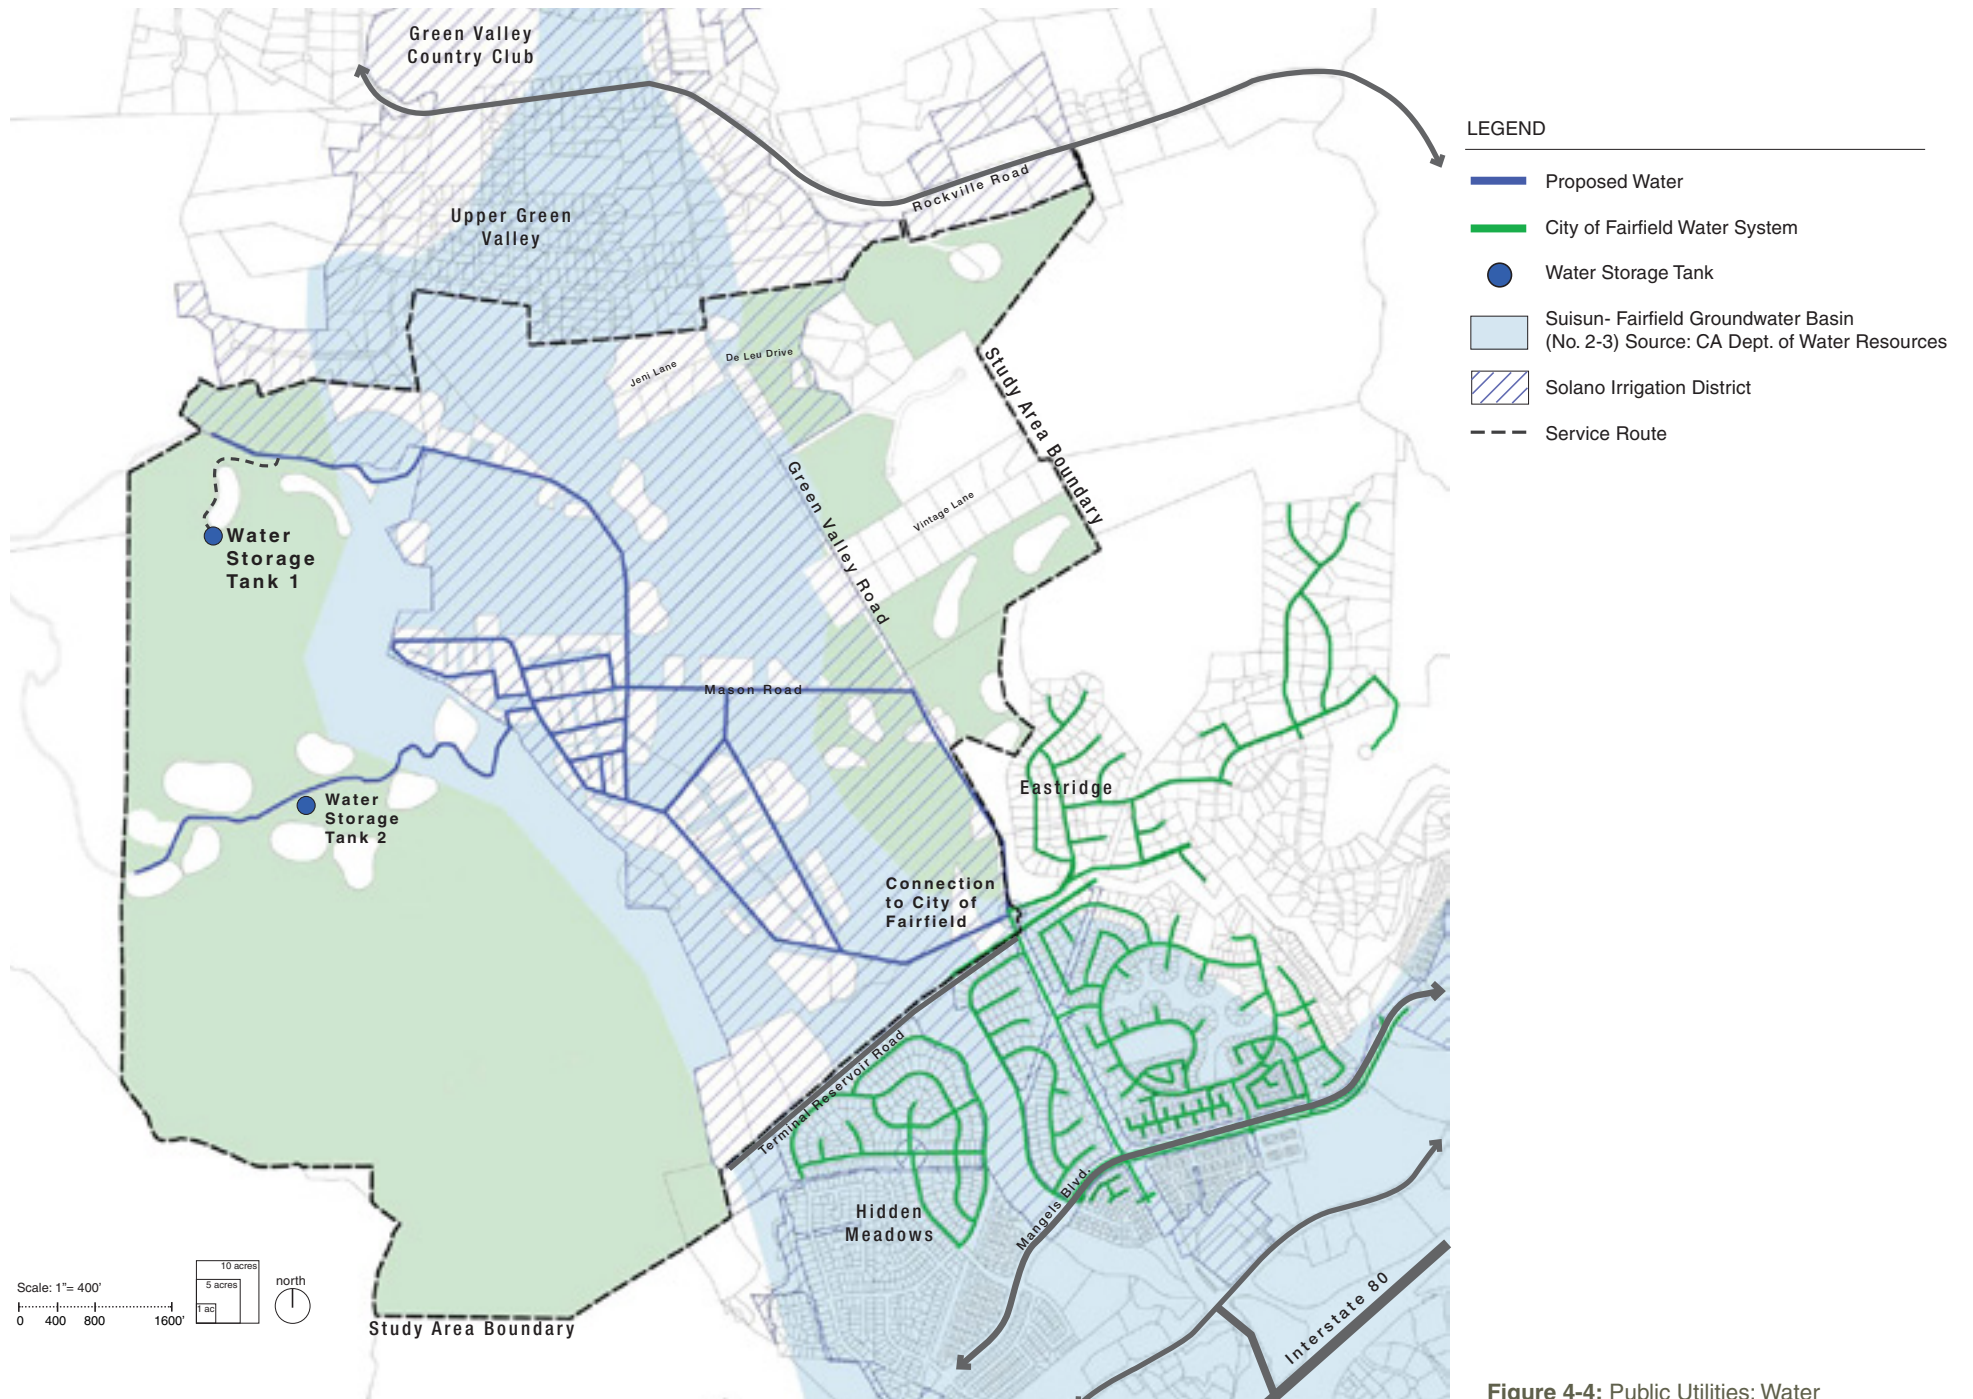 Green Valley
Country Club
Rockville Road
Upper Green
Valley
Jeni Lane
De Leu Drive
Study Area Boundary
Green Valley Road
Vintage Lane
Water
Storage
Tank 1
Mason Road
Eastridge
Water
Storage
Tank 2
Connection
to City of
Fairfield
Terminal Reservoir Road
Hidden
Meadows
Mangels Blvd.
Interstate 80
Study Area Boundary
Scale: 1"= 400'
0 400 800 1600'
10 acres
5 acres
1 ac
north
LEGEND
Proposed Water
City of Fairfield Water System
Water Storage Tank
Suisun- Fairfield Groundwater Basin
(No. 2-3) Source: CA Dept. of Water Resources
Solano Irrigation District
Service Route
Figure 4-4: Public Utilities: Water